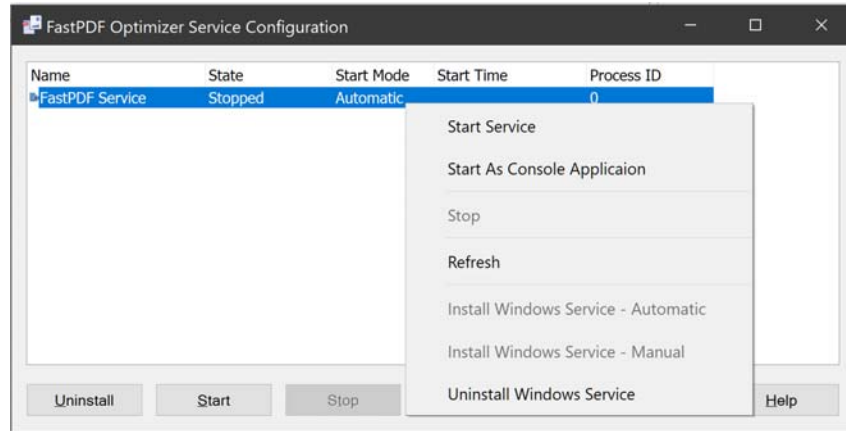 FastPDF Optimizer Service Configuration
Name State Start Mode Start Time Process ID
FastPDF Service Stopped Automatic 0
Start Service
Start As Console Applicaion
Stop
Refresh
Install Windows Service - Automatic
Install Windows Service - Manual
Uninstall Windows Service
Uninstall Start Stop Help